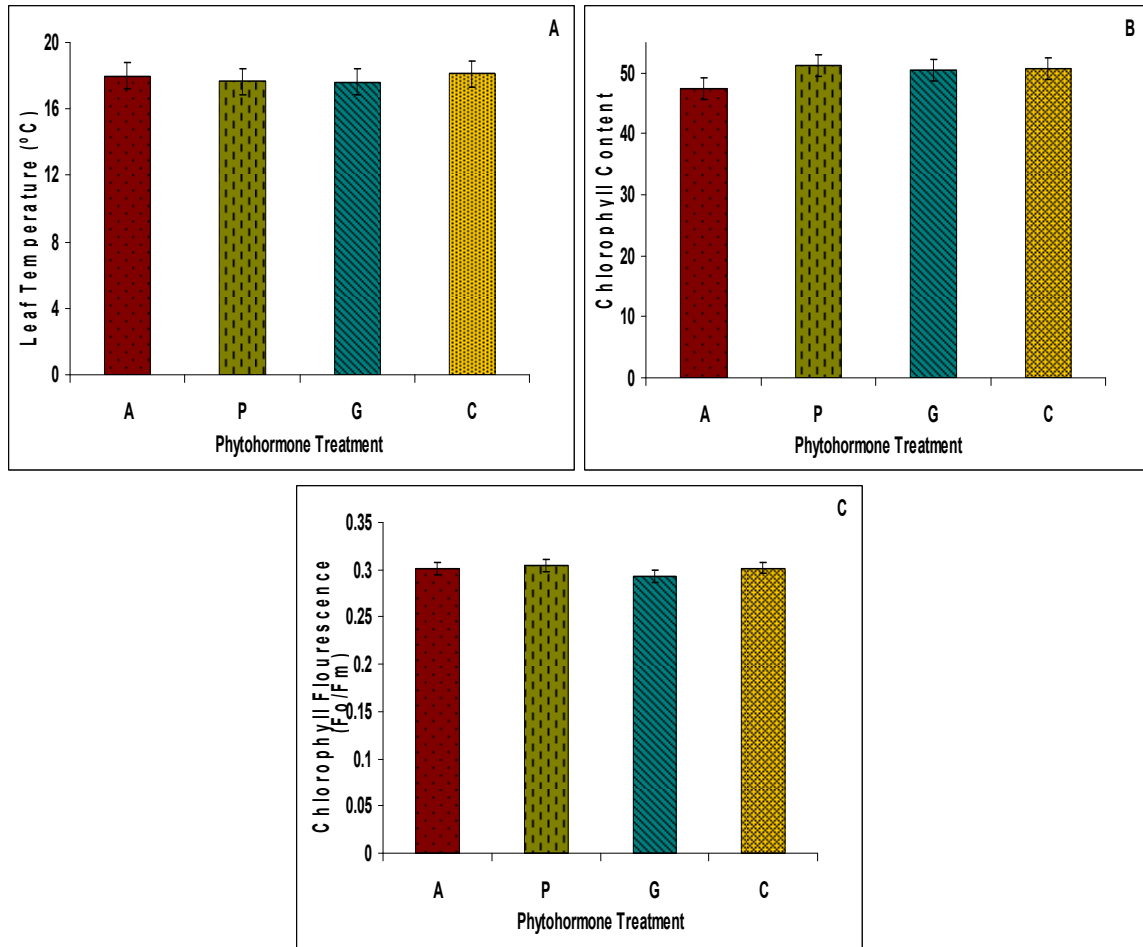 A
Leaf Temperature (ºC)
20
16
12
8
4
0
A P G C
Phytohormone Treatment
B
Chlorophyll Content
50
40
30
20
10
0
A P G C
Phytohormone Treatment
C
Chlorophyll Flourescence
(Fo/Fm)
0.35
0.3
0.25
0.2
0.15
0.1
0.05
0
A P G C
Phytohormone Treatment